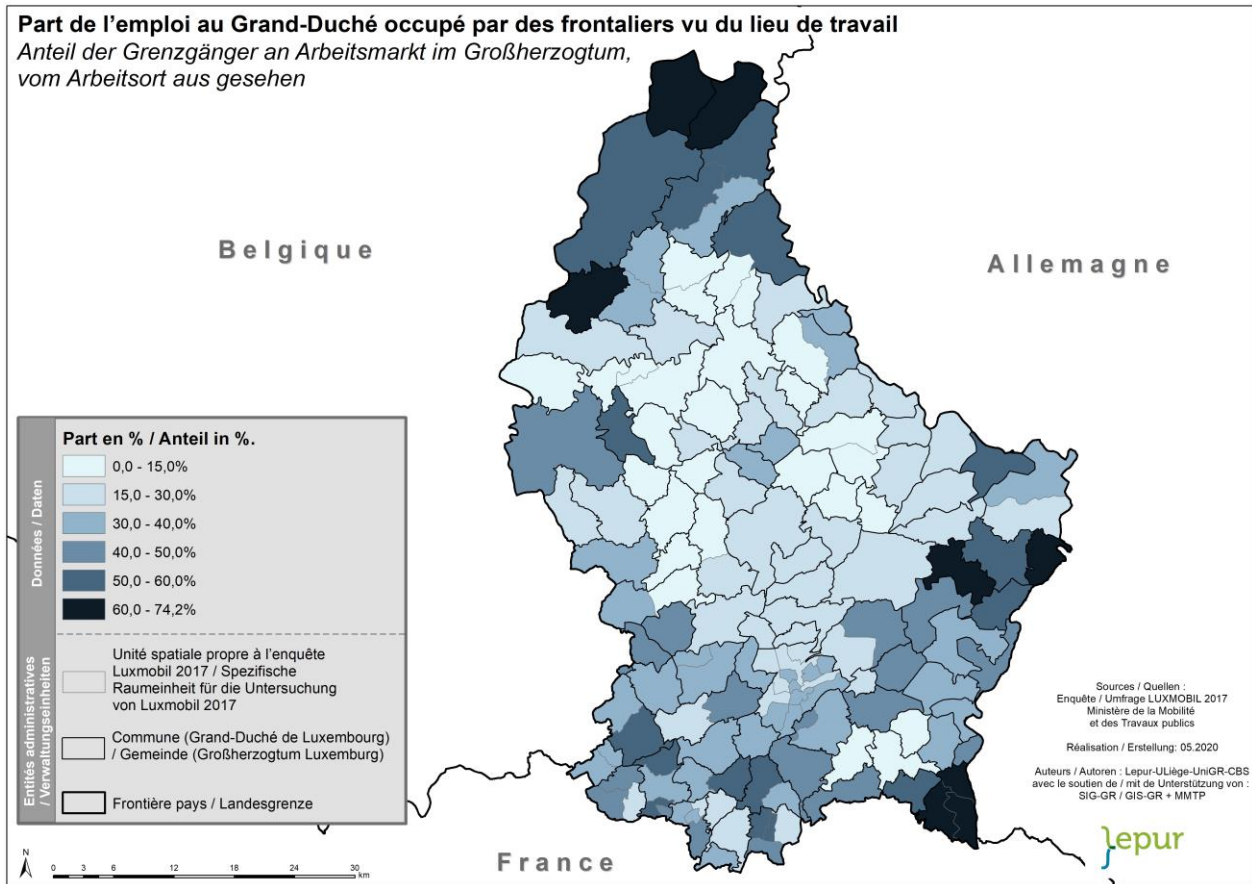 Part de l’emploi au Grand-Duché occupé par des frontaliers vu du lieu de travail
Anteil der Grenzgänger an Arbeitsmarkt im Großherzogtum,
vom Arbeitsort aus gesehen
Belgique
Allemagne
Données / Daten
Part en % / Anteil in %.
0,0 - 15,0%
15,0 - 30,0%
30,0 - 40,0%
40,0 - 50,0%
50,0 - 60,0%
60,0 - 74,2%
Entités administratives
/ Verwaltungseinheiten
Unité spatiale propre à l’enquête
Luxmobil 2017 / Spezifische
Raumeinheit für die Untersuchung
von Luxmobil 2017
Commune (Grand-Duché de Luxembourg)
/ Gemeinde (Großherzogtum Luxemburg)
Frontière pays / Landesgrenze
N
0 3 6 12 18 24 30
km
France
Sources / Quellen :
Enquête / Umfrage LUXMOBIL 2017
Ministère de la Mobilité
et des Travaux publics
Réalisation / Erstellung: 05.2020
Auteurs / Autoren : Lepur-ULiège-UniGR-CBS
avec le soutien de / mit de Unterstützung von :
SIG-GR / GIS-GR + MMTP
lepur